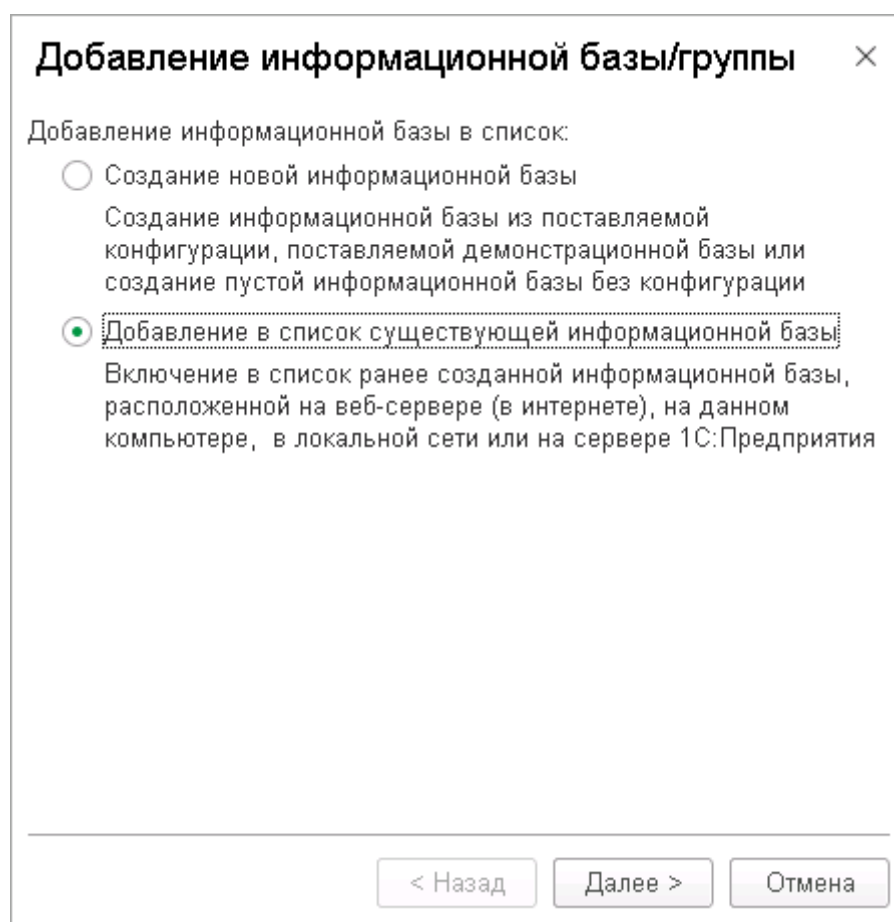 Добавление информационной базы/группы
Добавление информационной базы в список:
Создание новой информационной базы
Создание информационной базы из поставляемой
конфигурации, поставляемой демонстрационной базы или
создание пустой информационной базы без конфигурации
Добавление в список существующей информационной базы
Включение в список ранее созданной информационной базы,
расположенной на веб-сервере (в интернете), на данном
компьютере,  в локальной сети или на сервере 1С:Предприятия
< Назад Далее > Отмена